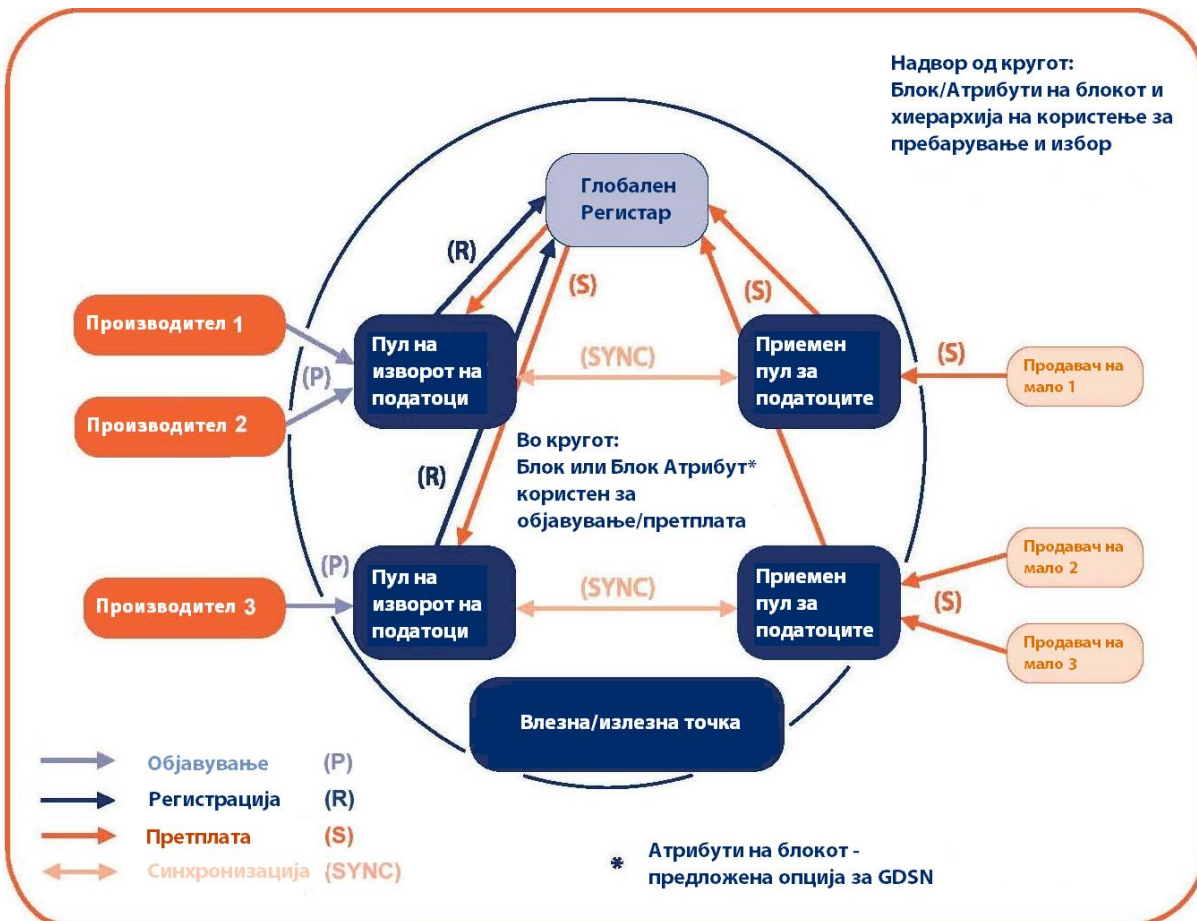 Надвор од кругот:
Блок/Атрибути на блокот и
хиерархија на користење за
пребарување и избор
Глобален
Регистар
(R)
(S)
(S)
Производител 1
Пул на
изворот на
податоци
(SYNC)
Приемен
пул за
податоците
(S)
Продавач на
мало 1
(P)
Производител 2
Во кругот:
Блок или Блок Атрибут*
користен за
објавување/претплата
(R)
Продавач на
мало 2
(P)
Производител 3
Пул на
изворот на
податоци
(SYNC)
Приемен
пул за
податоците
(S)
Продавач на
мало 3
Влезна/излезна точка
Објавување (P)
Регистрација (R)
Претплата (S)
Синхронизација (SYNC)
* Атрибути на блокот -
предложена опција за GDSN